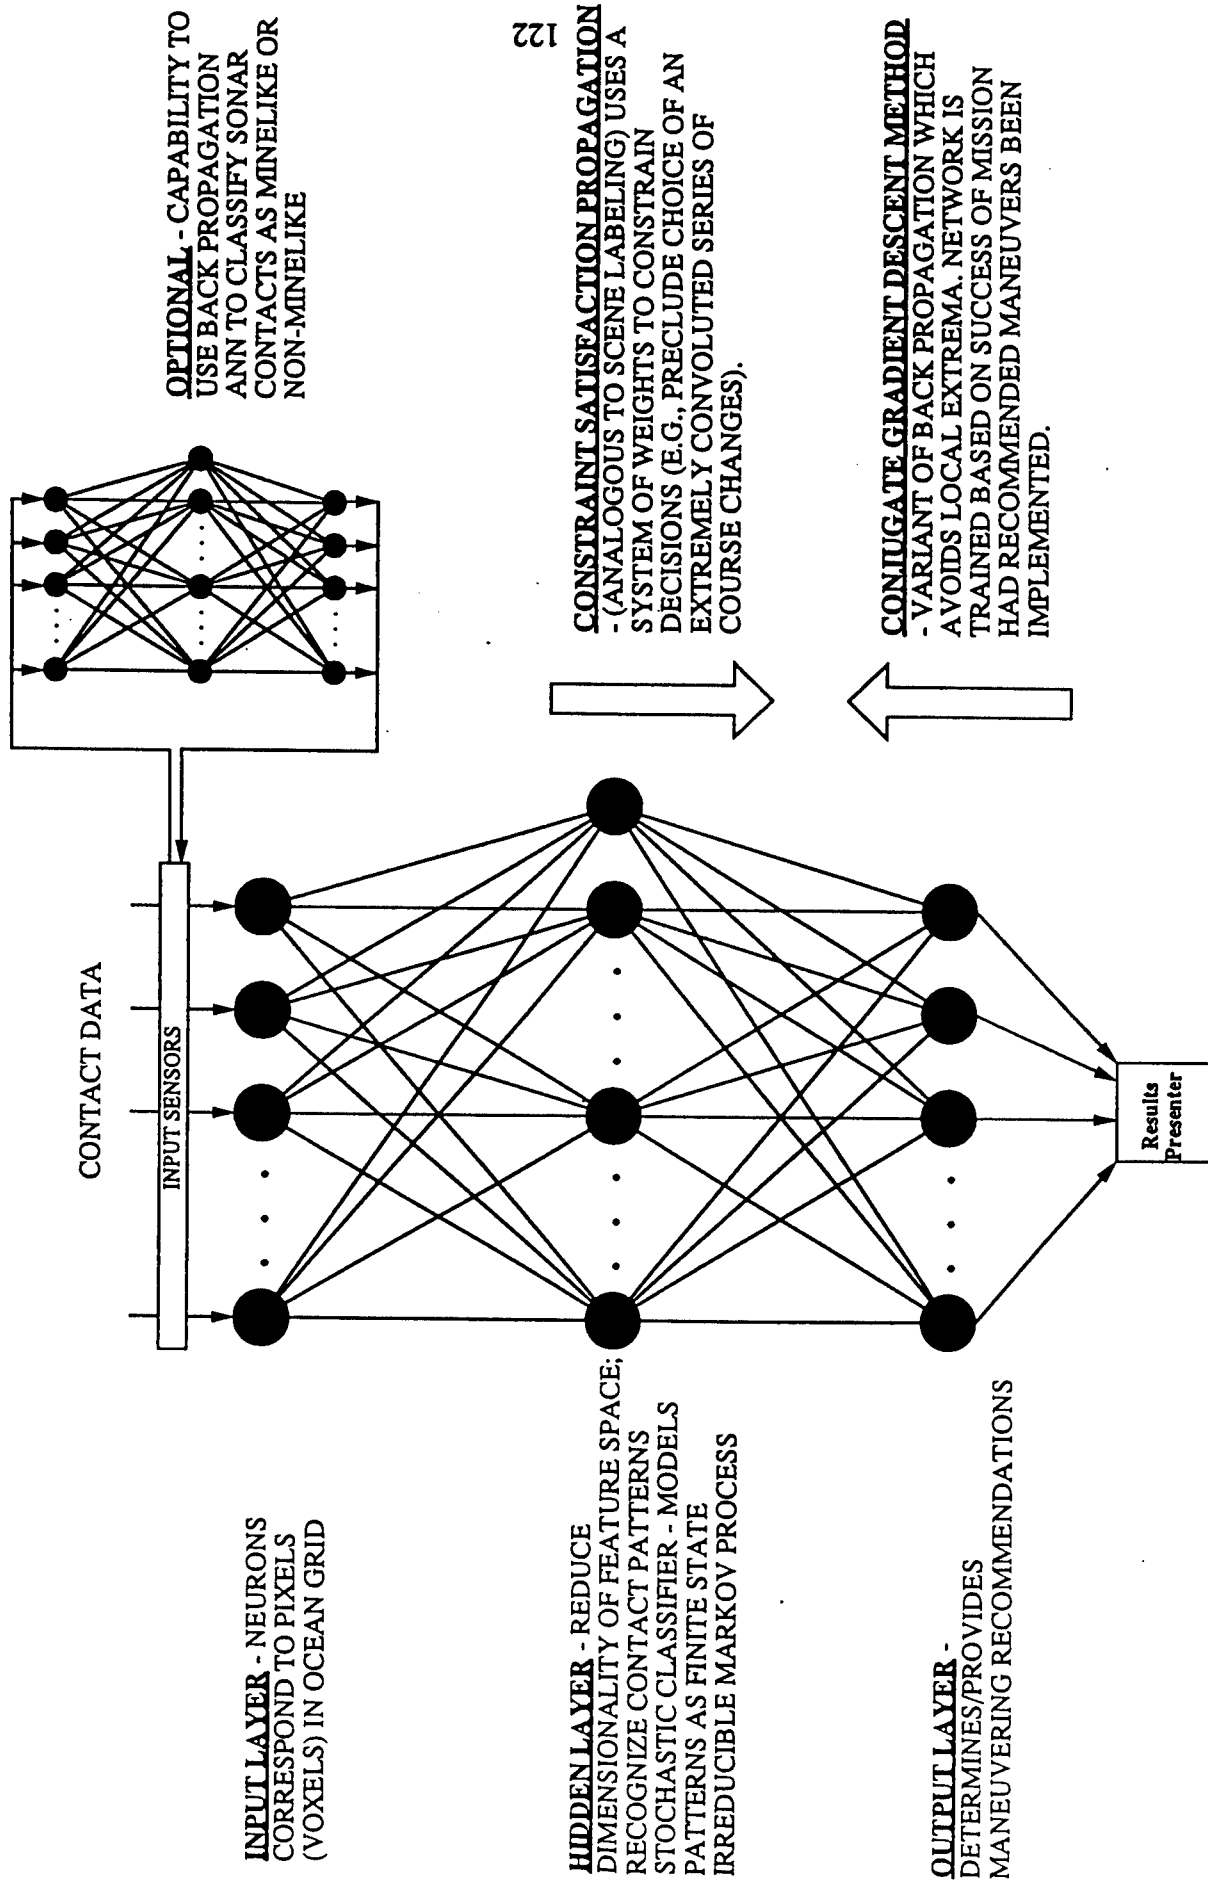 CONTACT DATA
INPUT SENSORS
INPUT LAYER - NEURONS
CORRESPOND TO PIXELS
(VOXELS) IN OCEAN GRID
HIDDEN LAYER - REDUCE
DIMENSIONALITY OF FEATURE SPACE;
RECOGNIZE CONTACT PATTERNS
STOCHASTIC CLASSIFIER - MODELS
PATTERNS AS FINITE STATE
IRREDUCIBLE MARKOV PROCESS
OUTPUT LAYER -
DETERMINES/PROVIDES
MANUVERING RECOMMENDATIONS
Results
Presenter
OPTIONAL - CAPABILITY TO
USE BACK PROPAGATION
ANN TO CLASSIFY SONAR
CONTACTS AS MINELIKE OR
NON-MINELIKE
122
CONSTRAINT SATISFACTION PROPAGATION
- (ANALOGOUS TO SCENE LABELING) USES A
SYSTEM OF WEIGHTS TO CONSTRAIN
DECISIONS (E.G., PRECLUDE CHOICE OF AN
EXTREMELY CONVOLUTED SERIES OF
COURSE CHANGES).
CONJUGATE GRADIENT DESCENT METHOD
- VARIANT OF BACK PROPAGATION WHICH
AVOIDS LOCAL EXTREMA. NETWORK IS
TRAINED BASED ON SUCCESS OF MISSION
HAD RECOMMENDED MANEUVERS BEEN
IMPLEMENTED.